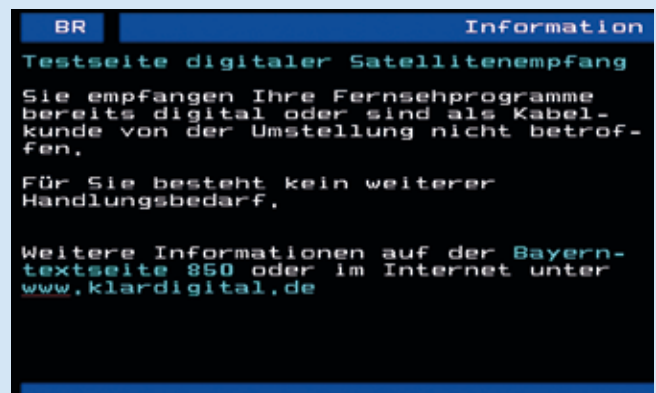 BR Information
Testseite digitaler Satellitenempfang
Sie empfangen Ihre Fernsehprogramme
bereits digital oder sind als Kabel-
kunde von der Umstellung nicht betrof-
fen.
Für Sie besteht kein weiterer
Handlungsbedarf.
Weitere Informationen auf der Bayern-
textseite 850 oder im Internet unter
www.klardigital.de